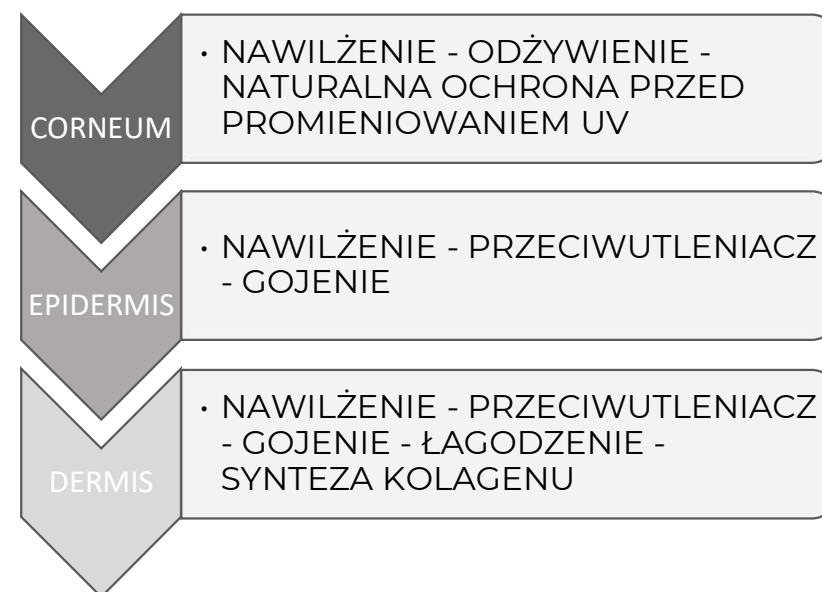 CORNEUM
• NAWILŻENIE - ODŻYWIENIE -
NATURALNA OCHRONA PRZED
PROMIENIOWANIEM UV
EPIDERMIS
• NAWILŻENIE - PRZECIWUTLENIACZ
- GOJENIE
DERMIS
• NAWILŻENIE - PRZECIWUTLENIACZ
- GOJENIE - ŁAGODZENIE -
SYNTEZA KOLAGENU